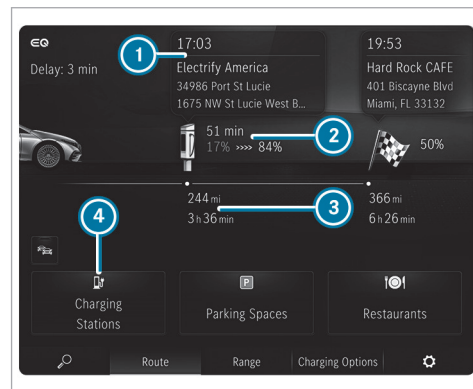 EQ
Delay: 3 min
1
17:03
Electrify America
34986 Port St Lucie
1675 NW St Lucie West B...
19:53
Hard Rock CAFE
401 Biscayne Blvd
Miami, FL 33132
51 min
17% »»» 84%
2
50%
244 mi
3 h 36 min
3
366 mi
6 h 26 min
4
Charging
Stations
P
Parking Spaces
Restaurants
Route
Range
Charging Options